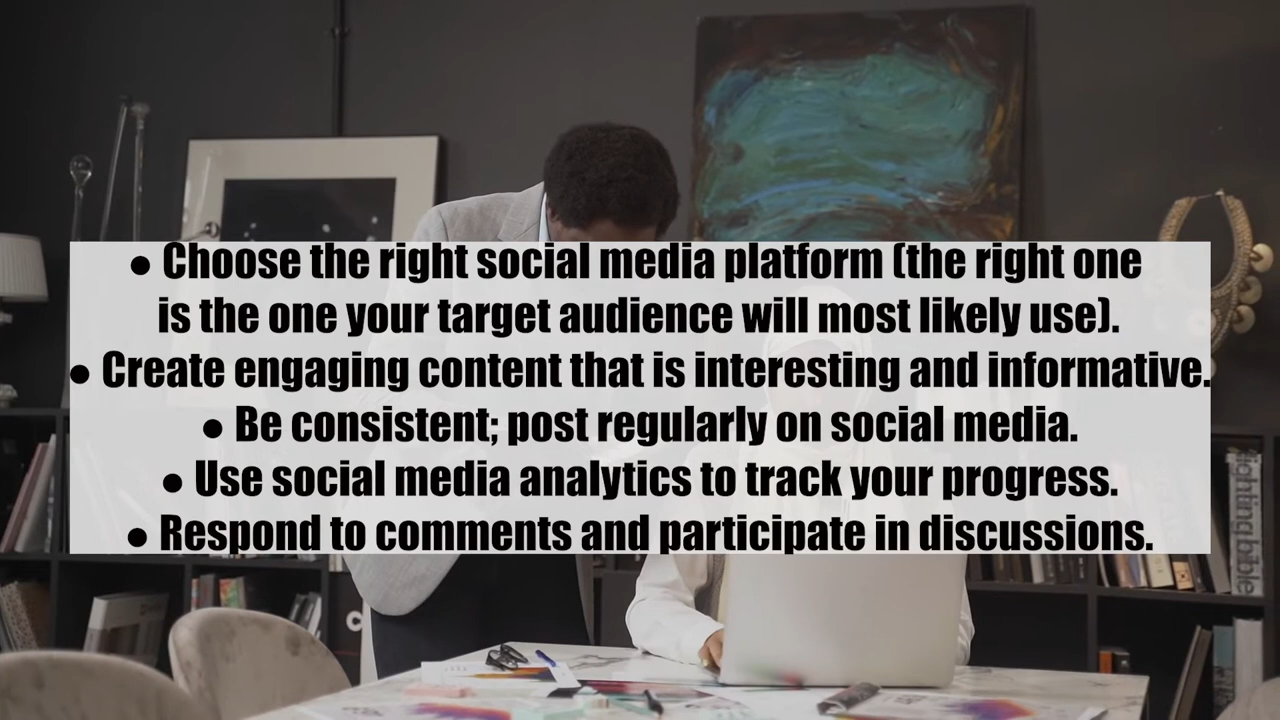 ● Choose the right social media platform (the right one
is the one your target audience will most likely use).
● Create engaging content that is interesting and informative.
● Be consistent; post regularly on social media.
● Use social media analytics to track your progress.
● Respond to comments and participate in discussions.
lighting bible